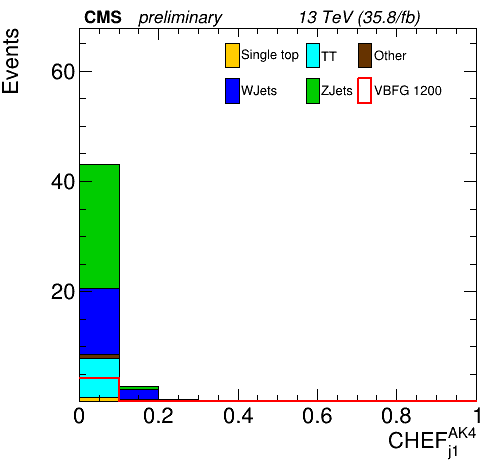 CMS preliminary 13 TeV (35.8/fb)
Events
Single top TT Other
WJets ZJets VBFG 1200
60
40
20
0 0.2 0.4 0.6 0.8 1
CHEF_{j1}^{AK4}